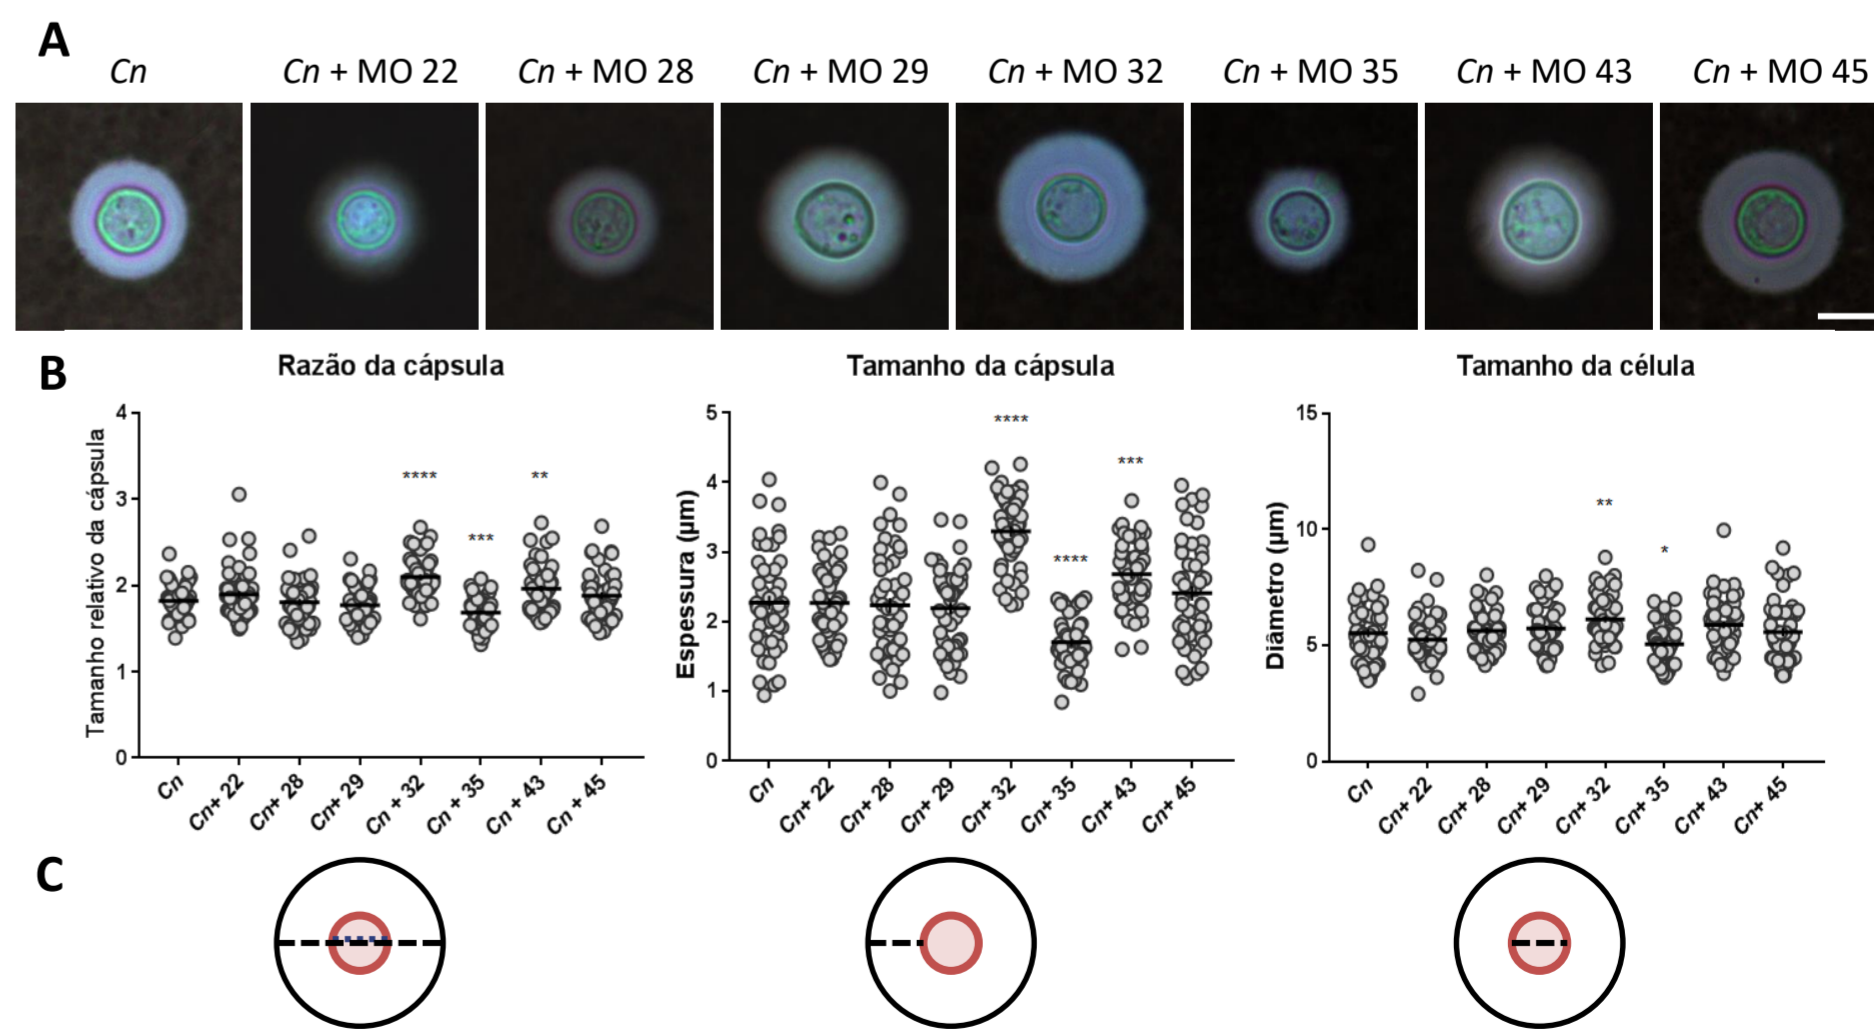 A
Cn
Cn + MO 22
Cn + MO 28
Cn + MO 29
Cn + MO 32
Cn + MO 35
Cn + MO 43
Cn + MO 45
B
Razão da cápsula
Tamanho relativo da cápsula
4
3
2
1
0
****
***
**
Cn
Cn+ 22
Cn+ 28
Cn+ 29
Cn + 32
Cn + 35
Cn + 43
Cn + 45
Tamanho da cápsula
Espessura (µm)
5
4
3
2
1
0
****
****
***
Cn
Cn+ 22
Cn+ 28
Cn+ 29
Cn+ 32
Cn+ 35
Cn+ 43
Cn+ 45
Tamanho da célula
Diâmetro (µm)
15
10
5
0
**
*
Cn
Cn+ 22
Cn+ 28
Cn+ 29
Cn+ 32
Cn+ 35
Cn+ 43
Cn+ 45
C